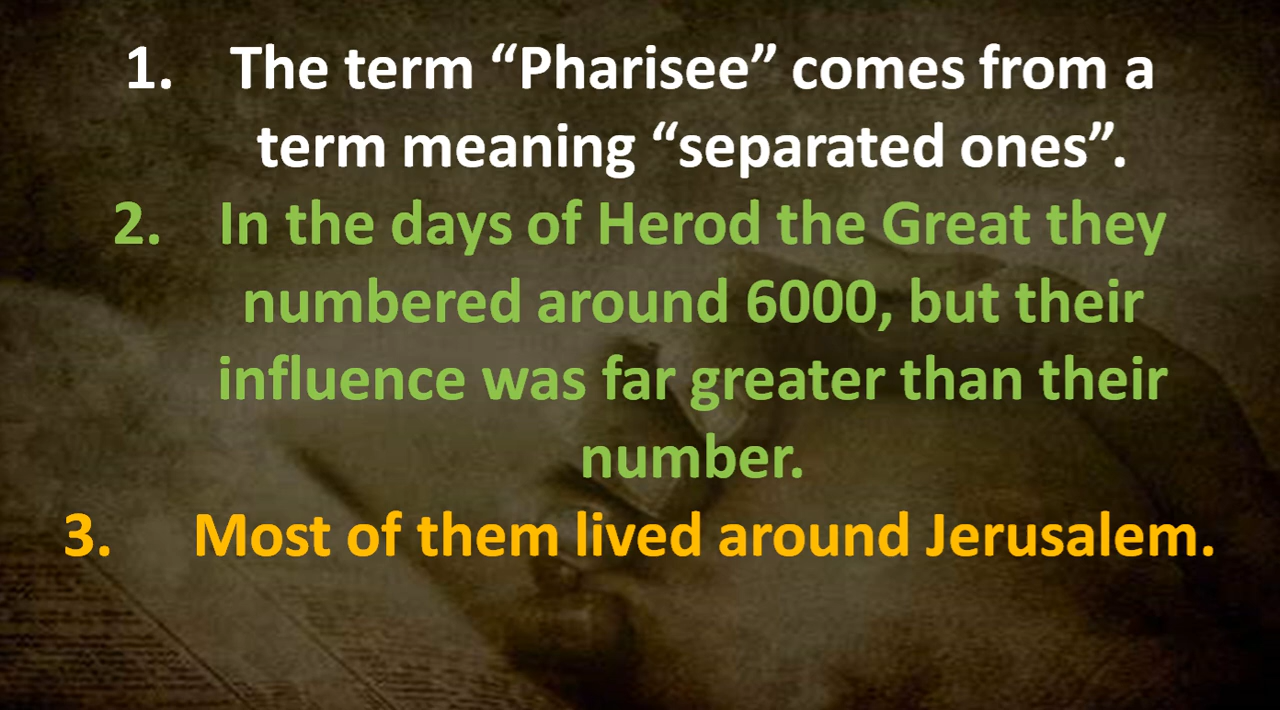 1. The term “Pharisee” comes from a
term meaning “separated ones”.
2. In the days of Herod the Great they
numbered around 6000, but their
influence was far greater than their
number.
3. Most of them lived around Jerusalem.